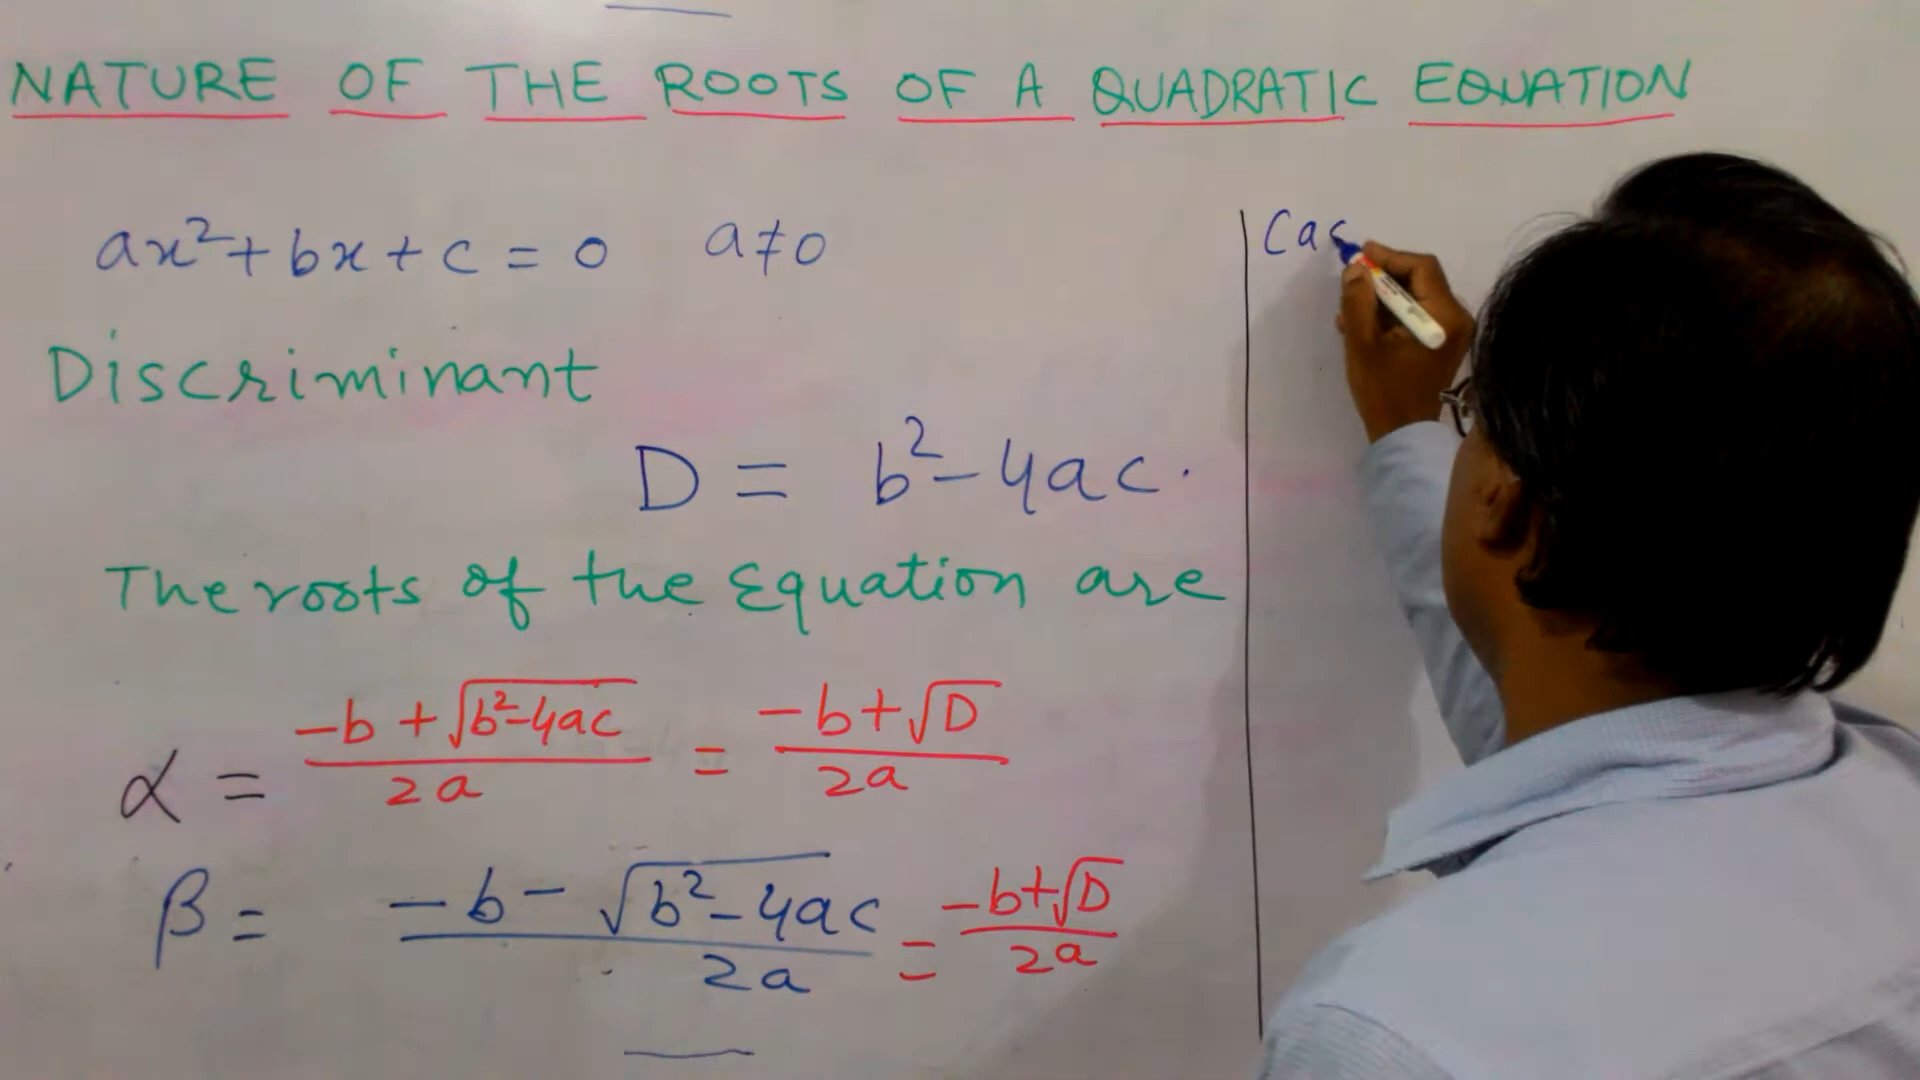 NATURE OF THE ROOTS OF A QUADRATIC EQUATION
ax² + bx + c = 0 a ≠ 0
Discriminant
D = b² - 4ac.
The roots of the Equation are
α = (-b + √(b²-4ac))/2a = (-b+√D)/2a
β = (-b - √(b²-4ac))/2a = (-b+√D)/2a
Cas